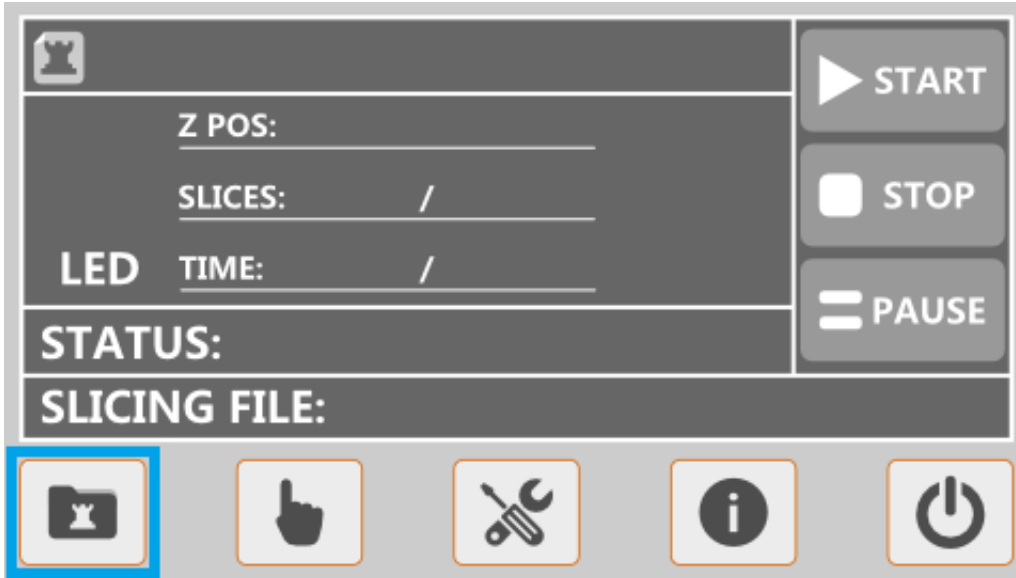 START
Z POS:
SLICES: /
STOP
LED TIME: /
PAUSE
STATUS:
SLICING FILE: